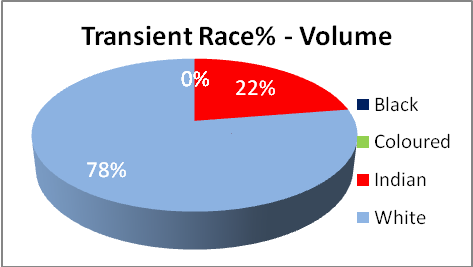 Transient Race% - Volume
0%
22%
78%
Black
Coloured
Indian
White